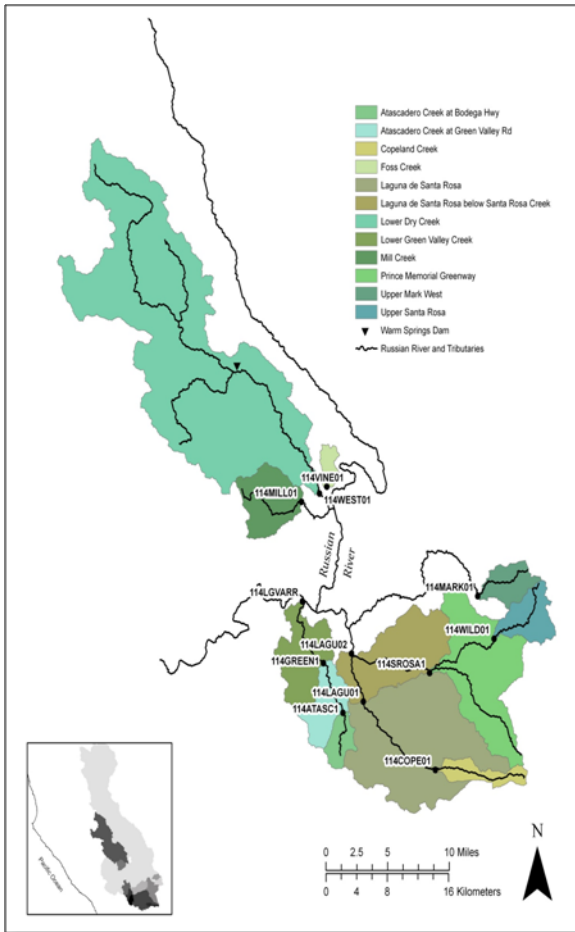 Atascadero Creek at Bodega Hwy
Atascadero Creek at Green Valley Rd
Copeland Creek
Foss Creek
Laguna de Santa Rosa
Laguna de Santa Rosa below Santa Rosa Creek
Lower Dry Creek
Lower Green Valley Creek
Mill Creek
Prince Memorial Greenway
Upper Mark West
Upper Santa Rosa
Warm Springs Dam
Russian River and Tributaries
114VINE01
114MILL01
114WEST01
Russian
River
114MARK01
114LGVARR
114WILD01
114LAGU02
114GREEN1
114SROSA1
114LAGU01
114ATASC1
114COPE01
Pacific Ocean
N
0 2.5 5 10 Miles
0 4 8 16 Kilometers